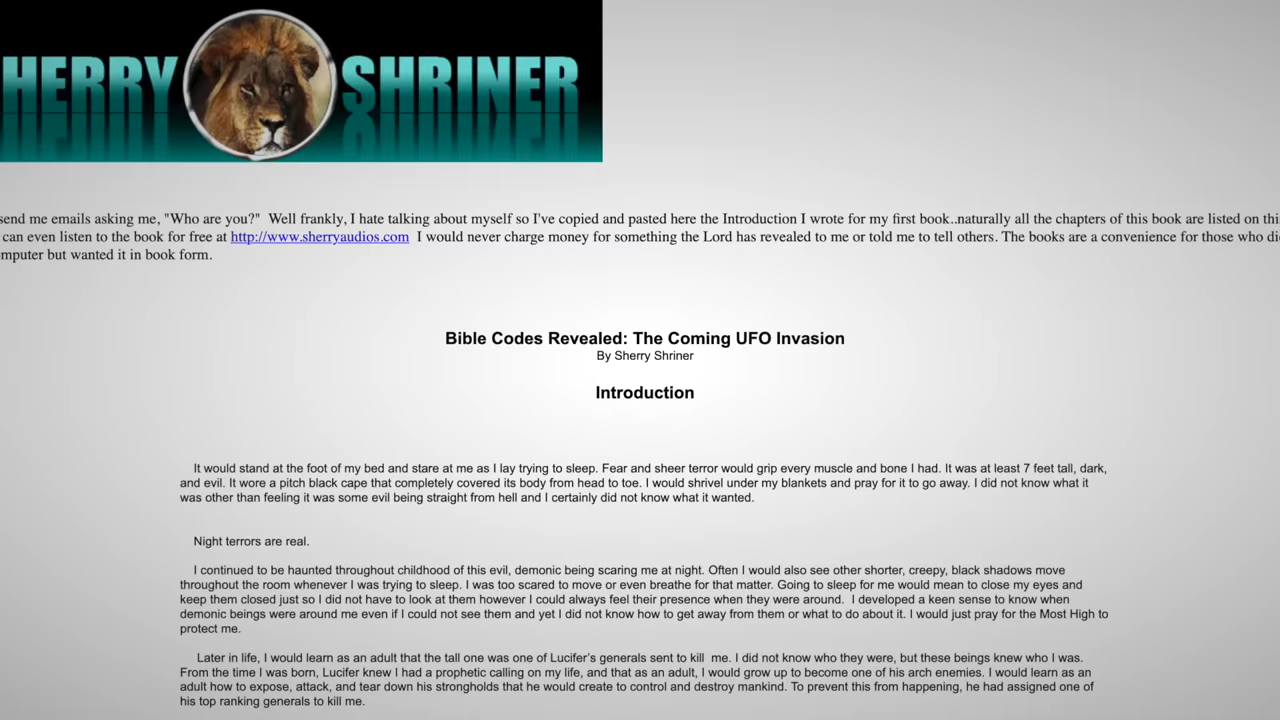 HERRY SHRINER
send me emails asking me, "Who are you?"  Well frankly, I hate talking about myself so I've copied and pasted here the Introduction I wrote for my first book..naturally all the chapters of this book are listed on thi
can even listen to the book for free at http://www.sherryaudios.com  I would never charge money for something the Lord has revealed to me or told me to tell others. The books are a convenience for those who di
mputer but wanted it in book form.
Bible Codes Revealed: The Coming UFO Invasion
By Sherry Shriner
Introduction
It would stand at the foot of my bed and stare at me as I lay trying to sleep. Fear and sheer terror would grip every muscle and bone I had. It was at least 7 feet tall, dark,
and evil. It wore a pitch black cape that completely covered its body from head to toe. I would shrivel under my blankets and pray for it to go away. I did not know what it
was other than feeling it was some evil being straight from hell and I certainly did not know what it wanted.
Night terrors are real.
I continued to be haunted throughout childhood of this evil, demonic being scaring me at night. Often I would also see other shorter, creepy, black shadows move
throughout the room whenever I was trying to sleep. I was too scared to move or even breathe for that matter. Going to sleep for me would mean to close my eyes and
keep them closed just so I did not have to look at them however I could always feel their presence when they were around.  I developed a keen sense to know when
demonic beings were around me even if I could not see them and yet I did not know how to get away from them or what to do about it. I would just pray for the Most High to
protect me.
Later in life, I would learn as an adult that the tall one was one of Lucifer's generals sent to kill  me. I did not know who they were, but these beings knew who I was.
From the time I was born, Lucifer knew I had a prophetic calling on my life, and that as an adult, I would grow up to become one of his arch enemies. I would learn as an
adult how to expose, attack, and tear down his strongholds that he would create to control and destroy mankind. To prevent this from happening, he had assigned one of
his top ranking generals to kill me.